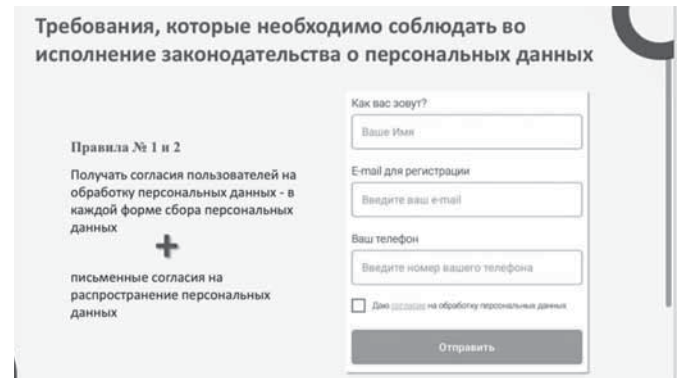 Требования, которые необходимо соблюдать во
исполнение законодательства о персональных данных
Правила № 1 и 2
Получать согласия пользователей на
обработку персональных данных - в
каждой форме сбора персональных
данных
+
письменные согласия на
распространение персональных
данных
Как вас зовут?
Ваше Имя
E-mail для регистрации
Введите ваш e-mail
Ваш телефон
Введите номер вашего телефона
Даю согласие на обработку персональных данных
Отправить